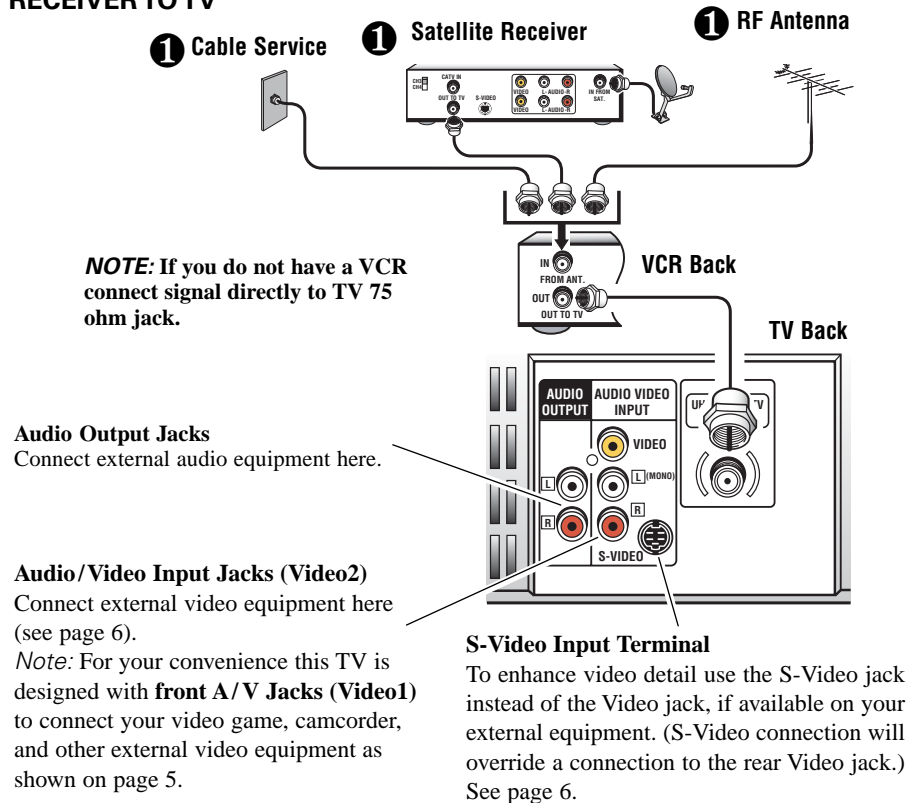 RECEIVER TO TV
1 Cable Service
1 Satellite Receiver
1 RF Antenna
CH3
CH4
CATV IN
OUT TO TV
S-VIDEO
VIDEO
L- AUDIO -R
VIDEO
L- AUDIO -R
IN FROM
SAT.
NOTE: If you do not have a VCR
connect signal directly to TV 75
ohm jack.
IN
FROM ANT.
OUT
OUT TO TV
VCR Back
TV Back
AUDIO
OUTPUT
AUDIO VIDEO
INPUT
VIDEO
L
L (MONO)
R
R
S-VIDEO
Audio Output Jacks
Connect external audio equipment here.
Audio/Video Input Jacks (Video2)
Connect external video equipment here
(see page 6).
Note: For your convenience this TV is
designed with front A/V Jacks (Video1)
to connect your video game, camcorder,
and other external video equipment as
shown on page 5.
S-Video Input Terminal
To enhance video detail use the S-Video jack
instead of the Video jack, if available on your
external equipment. (S-Video connection will
override a connection to the rear Video jack.)
See page 6.